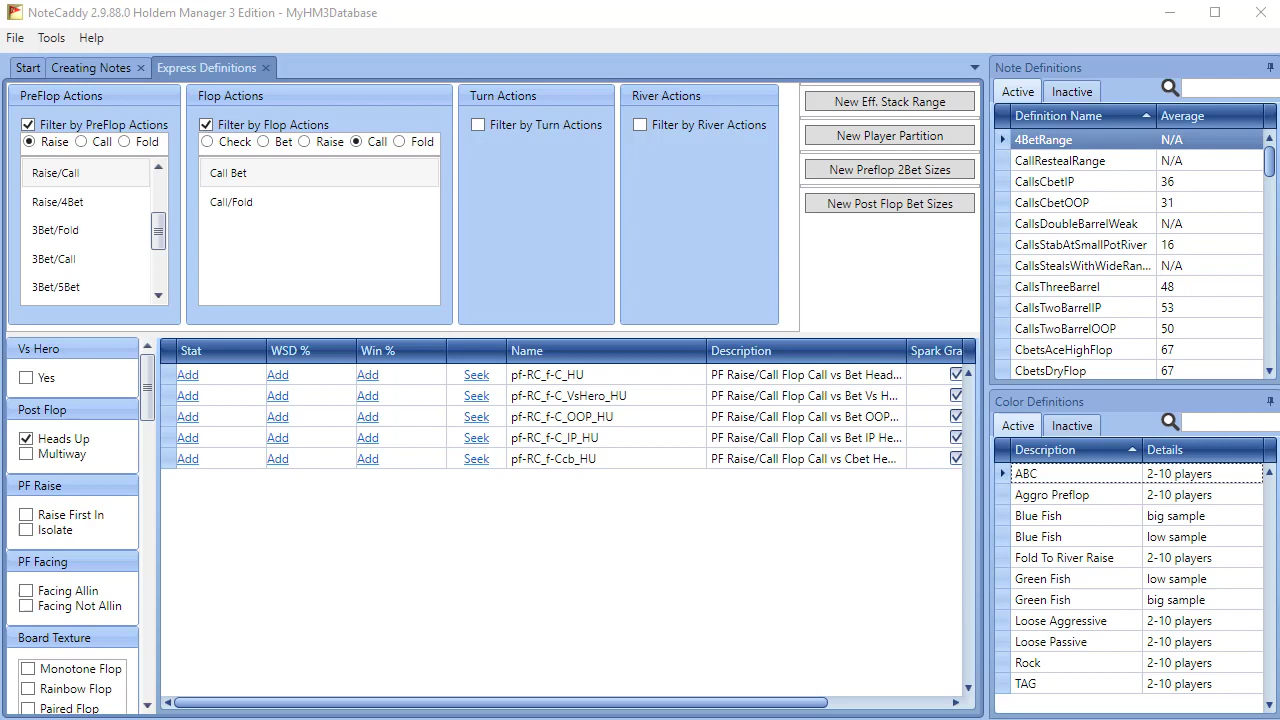 NoteCaddy 2.9.88.0 Holdem Manager 3 Edition - MyHM3Database
File Tools Help
Start Creating Notes Express Definitions
PreFlop Actions
Filter by PreFlop Actions
Raise Call Fold
Raise/Call
Raise/4Bet
3Bet/Fold
3Bet/Call
3Bet/5Bet
Flop Actions
Filter by Flop Actions
Check Bet Raise Call Fold
Call Bet
Call/Fold
Turn Actions
Filter by Turn Actions
River Actions
Filter by River Actions
New Eff. Stack Range
New Player Partition
New Preflop 2Bet Sizes
New Post Flop Bet Sizes
Vs Hero
Yes
Post Flop
Heads Up
Multiway
PF Raise
Raise First In
Isolate
PF Facing
Facing Allin
Facing Not Allin
Board Texture
Monotone Flop
Rainbow Flop
Paired Flop
Stat WSD % Win % Name Description Spark Gra
Add Add Add Seek pf-RC_f-C_HU PF Raise/Call Flop Call vs Bet Head...
Add Add Add Seek pf-RC_f-C_VsHero_HU PF Raise/Call Flop Call vs Bet Vs H...
Add Add Add Seek pf-RC_f-C_OOP_HU PF Raise/Call Flop Call vs Bet OOP...
Add Add Add Seek pf-RC_f-C_IP_HU PF Raise/Call Flop Call vs Bet IP He...
Add Add Add Seek pf-RC_f-Ccb_HU PF Raise/Call Flop Call vs Cbet He...
Note Definitions
Active Inactive
Definition Name Average
4BetRange N/A
CallRestealRange N/A
CallsCbetIP 36
CallsCbetOOP 31
CallsDoubleBarrelWeak N/A
CallsStabAtSmallPotRiver 16
CallsStealsWithWideRan... N/A
CallsThreeBarrel 48
CallsTwoBarrelIP 53
CallsTwoBarrelOOP 50
CbetsAceHighFlop 67
CbetsDryFlop 67
Color Definitions
Active Inactive
Description Details
ABC 2-10 players
Aggro Preflop 2-10 players
Blue Fish big sample
Blue Fish low sample
Fold To River Raise 2-10 players
Green Fish low sample
Green Fish big sample
Loose Aggressive 2-10 players
Loose Passive 2-10 players
Rock 2-10 players
TAG 2-10 players